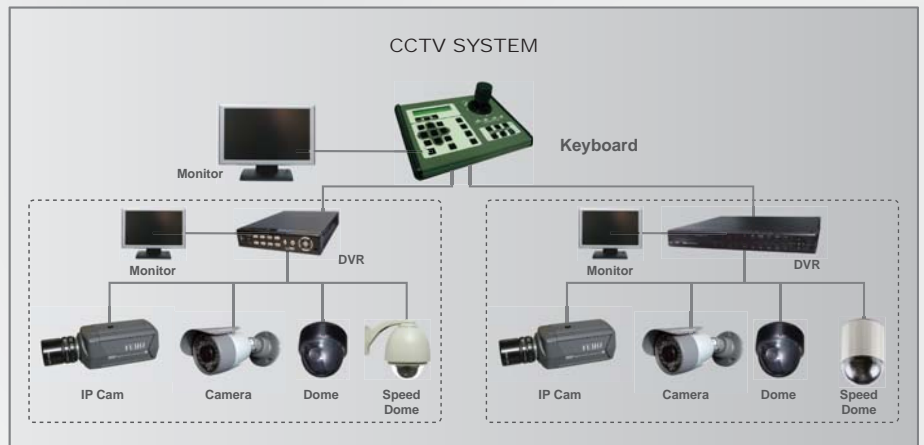 CCTV SYSTEM
Keyboard
Monitor
DVR
Monitor
IP Cam
Camera
Dome
Speed
Dome
DVR
Monitor
IP Cam
Camera
Dome
Speed
Dome